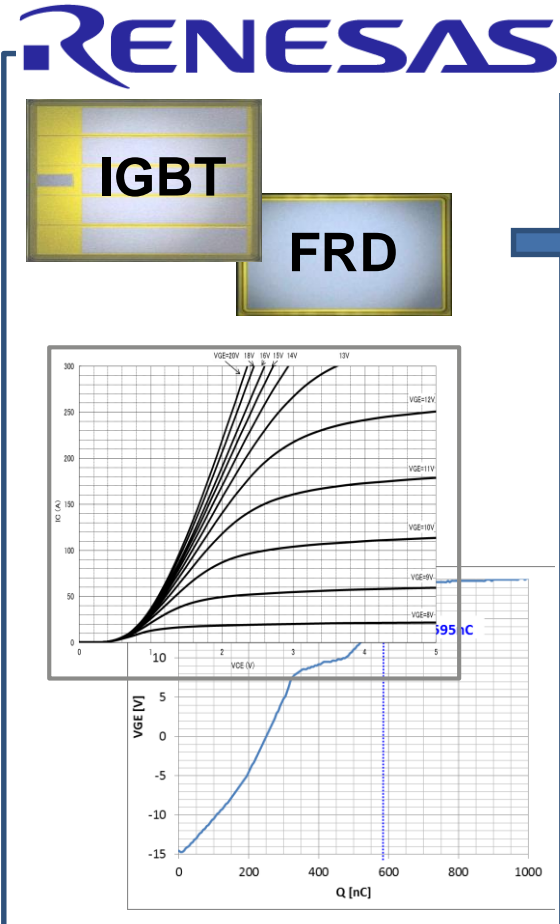 RENESAS
IGBT
FRD
VGE=20V 18V 16V 15V 14V 13V
300
VGE=12V
250
200
VGE=11V
IC (A)
150
VGE=10V
100
VGE=9V
50
VGE=8V
0
0 1 2 3 4 5
VCE (V)
595nC
10
5
0
-5
-10
-15
VGE [V]
0 200 400 600 800 1000
Q [nC]